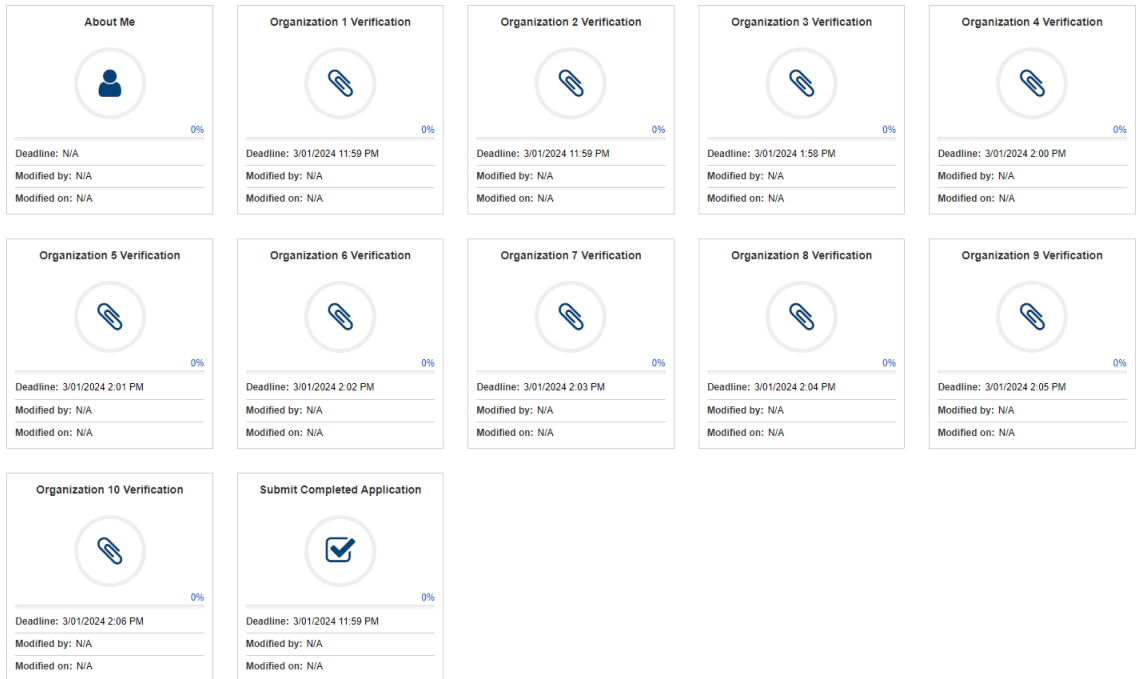 About Me
0%
Deadline: N/A
Modified by: N/A
Modified on: N/A
Organization 1 Verification
0%
Deadline: 3/01/2024 11:59 PM
Modified by: N/A
Modified on: N/A
Organization 2 Verification
0%
Deadline: 3/01/2024 11:59 PM
Modified by: N/A
Modified on: N/A
Organization 3 Verification
0%
Deadline: 3/01/2024 1:58 PM
Modified by: N/A
Modified on: N/A
Organization 4 Verification
0%
Deadline: 3/01/2024 2:00 PM
Modified by: N/A
Modified on: N/A
Organization 5 Verification
0%
Deadline: 3/01/2024 2:01 PM
Modified by: N/A
Modified on: N/A
Organization 6 Verification
0%
Deadline: 3/01/2024 2:02 PM
Modified by: N/A
Modified on: N/A
Organization 7 Verification
0%
Deadline: 3/01/2024 2:03 PM
Modified by: N/A
Modified on: N/A
Organization 8 Verification
0%
Deadline: 3/01/2024 2:04 PM
Modified by: N/A
Modified on: N/A
Organization 9 Verification
0%
Deadline: 3/01/2024 2:05 PM
Modified by: N/A
Modified on: N/A
Organization 10 Verification
0%
Deadline: 3/01/2024 2:06 PM
Modified by: N/A
Modified on: N/A
Submit Completed Application
0%
Deadline: 3/01/2024 11:59 PM
Modified by: N/A
Modified on: N/A